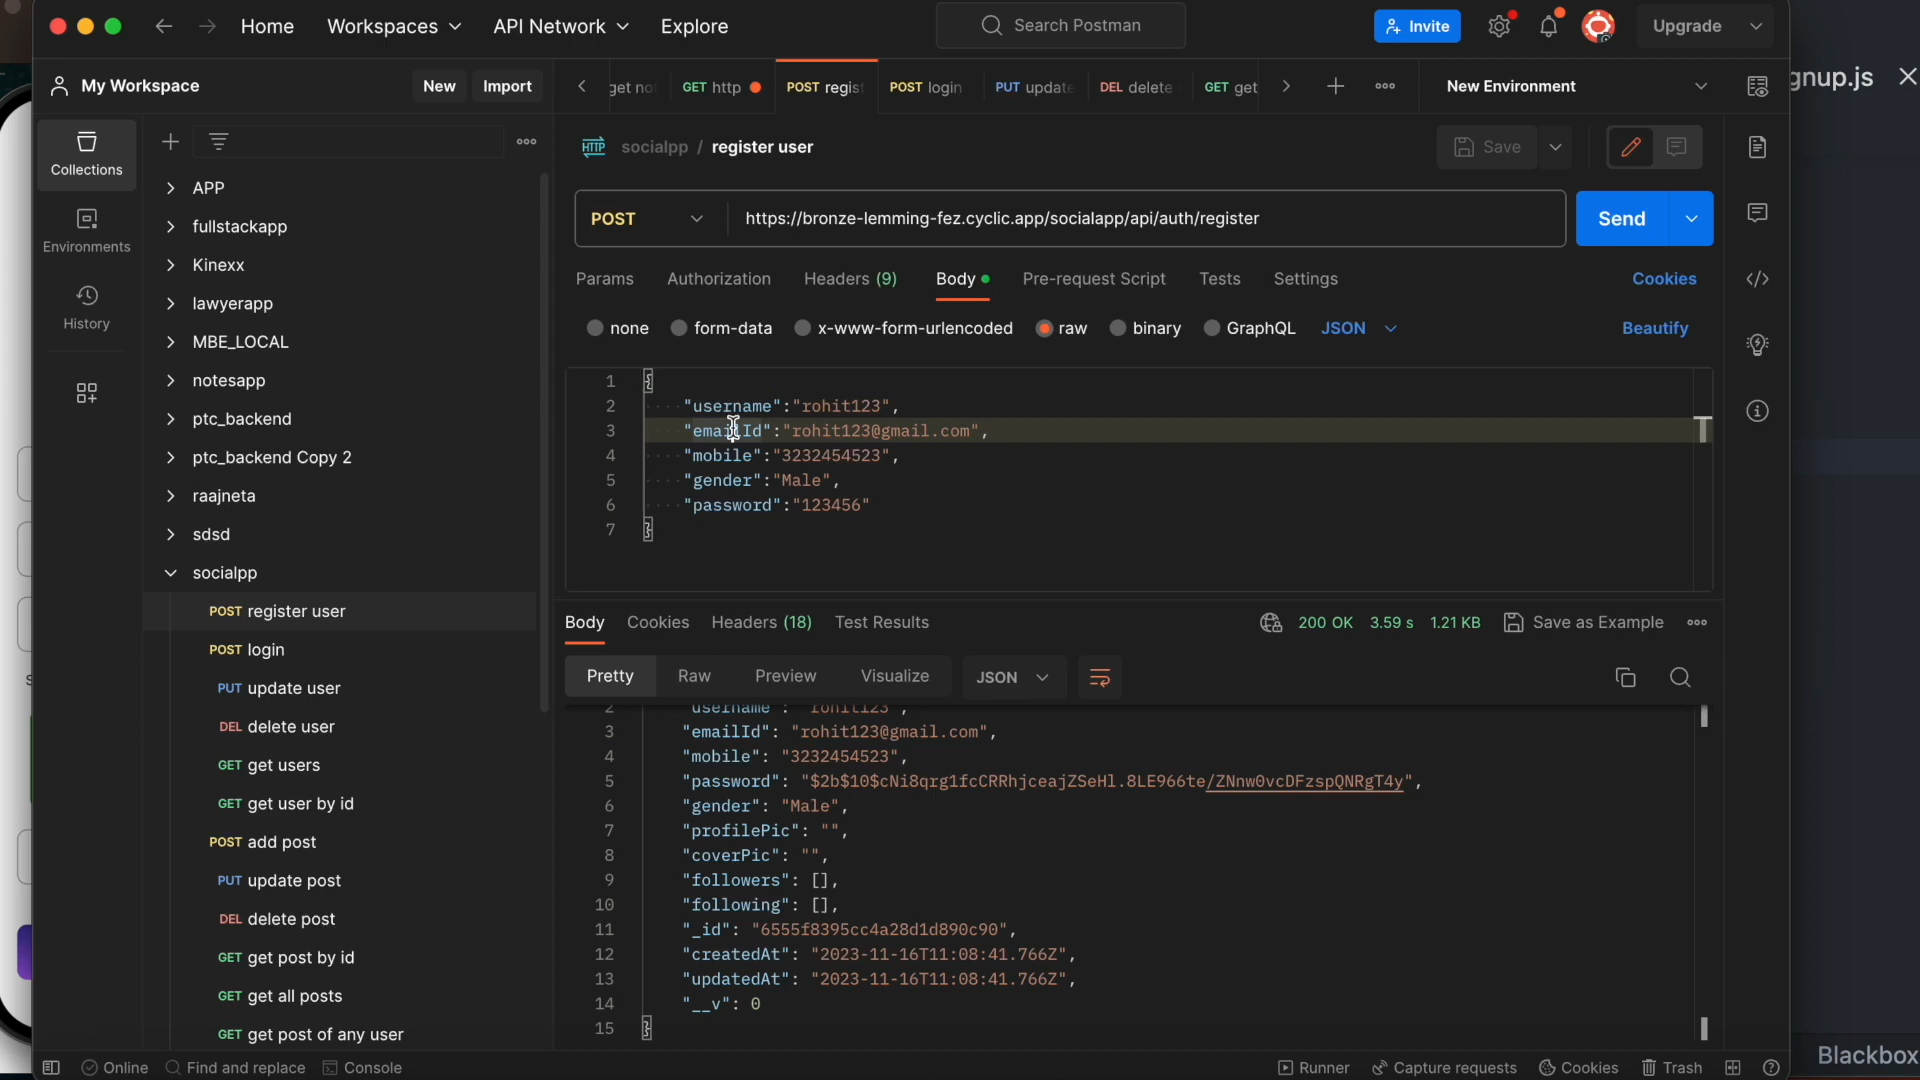 Home
Workspaces
API Network
Explore
Search Postman
Invite
Upgrade
gnup.js
My Workspace
New
Import
get no
GET http
POST regist
POST login
PUT update
DEL delete
GET get
New Environment
Collections
Environments
History
APP
fullstackapp
Kinexx
lawyerapp
MBE_LOCAL
notesapp
ptc_backend
ptc_backend Copy 2
raajneta
sdsd
socialpp
POST register user
POST login
PUT update user
DEL delete user
GET get users
GET get user by id
POST add post
PUT update post
DEL delete post
GET get post by id
GET get all posts
GET get post of any user
HTTP socialpp / register user
Save
POST
https://bronze-lemming-fez.cyclic.app/socialapp/api/auth/register
Send
Params
Authorization
Headers (9)
Body
Pre-request Script
Tests
Settings
Cookies
none
form-data
x-www-form-urlencoded
raw
binary
GraphQL
JSON
Beautify
1 {
2 "username":"rohit123",
3 "emailId":"rohit123@gmail.com",
4 "mobile":"3232454523",
5 "gender":"Male",
6 "password":"123456"
7 }
Body
Cookies
Headers (18)
Test Results
200 OK
3.59 s
1.21 KB
Save as Example
Pretty
Raw
Preview
Visualize
JSON
2 "username": "rohit123",
3 "emailId": "rohit123@gmail.com",
4 "mobile": "3232454523",
5 "password": "$2b$10$cNi8qrg1fcCRRhjceajZSeHl.8LE966te/ZNnw0vcDFzspQNRgT4y",
6 "gender": "Male",
7 "profilePic": "",
8 "coverPic": "",
9 "followers": [],
10 "following": [],
11 "_id": "6555f8395cc4a28d1d890c90",
12 "createdAt": "2023-11-16T11:08:41.766Z",
13 "updatedAt": "2023-11-16T11:08:41.766Z",
14 "__v": 0
15 }
Online
Find and replace
Console
Runner
Capture requests
Cookies
Trash
Blackbox